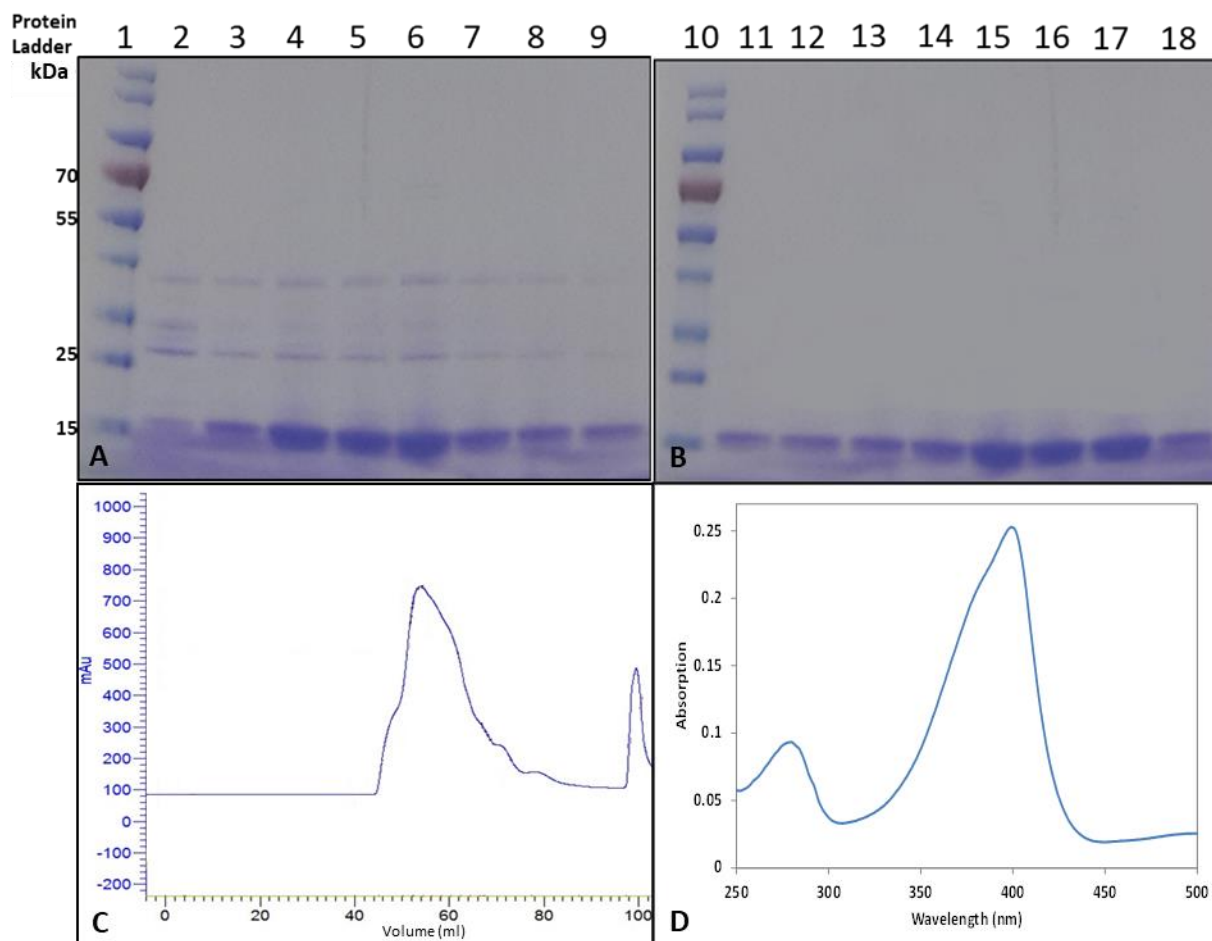 Protein
Ladder
kDa
1 2 3 4 5 6 7 8 9
10 11 12 13 14 15 16 17 18
70
55
25
15
A
B
1000
900
800
700
600
500
400
300
200
100
0
-100
-200
mAu
0 20 40 60 80 100
Volume (ml)
C
0.25
0.2
0.15
0.1
0.05
0
Absorption
250 300 350 400 450 500
Wavelength (nm)
D